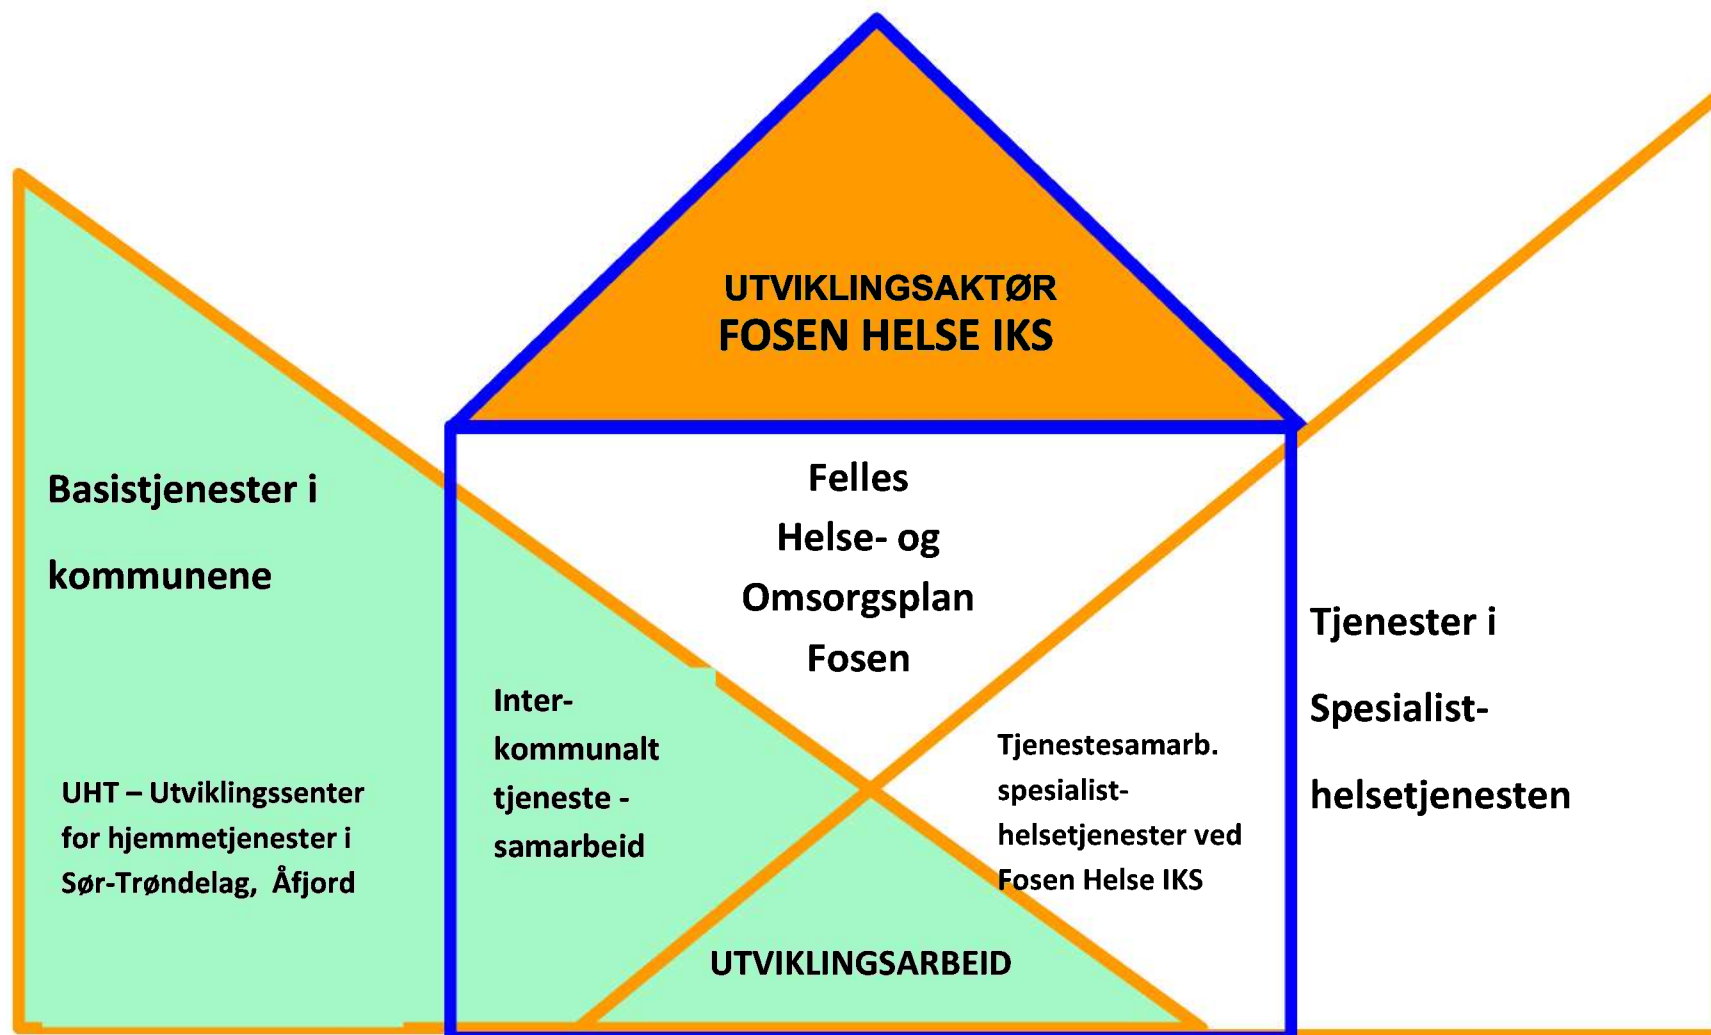 UTVIKLINGSAKTØR
FOSEN HELSE IKS
Basistjenester i
kommunene
UHT – Utviklingssenter
for hjemmetjenester i
Sør-Trøndelag, Åfjord
Felles
Helse- og
Omsorgsplan
Fosen
Inter-
kommunalt
tjeneste -
samarbeid
Tjenestesamarb.
spesialist-
helsetjenester ved
Fosen Helse IKS
UTVIKLINGSARBEID
Tjenester i
Spesialist-
helsetjenesten